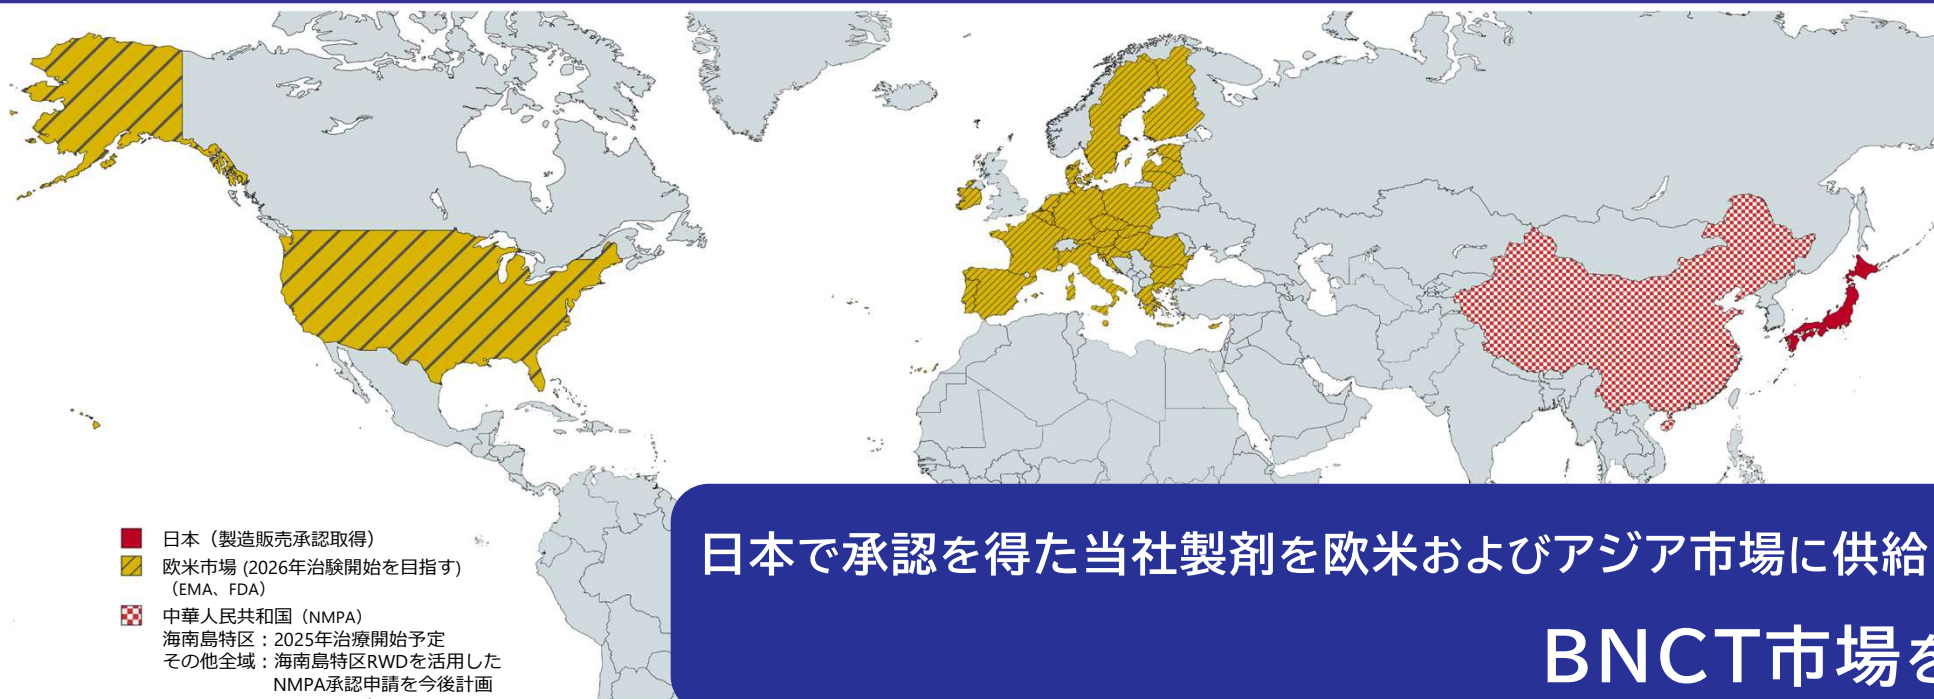 日本（製造販売承認取得）
欧米市場 (2026年治験開始を目指す)
（EMA、FDA）
中華人民共和国（NMPA）
海南島特区：2025年治療開始予定
その他全域：海南島特区RWDを活用した
NMPA承認申請を今後計画
日本で承認を得た当社製剤を欧米およびアジア市場に供給
BNCT市場を